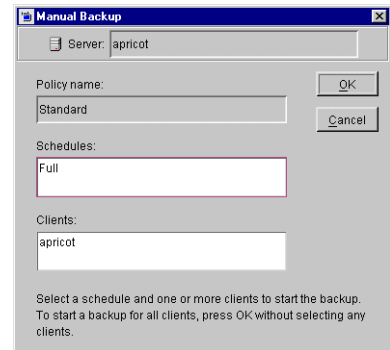 Manual Backup
Server: apricot
Policy name:
OK
Standard
Cancel
Schedules:
Full
Clients:
apricot
Select a schedule and one or more clients to start the backup.
To start a backup for all clients, press OK without selecting any
clients.